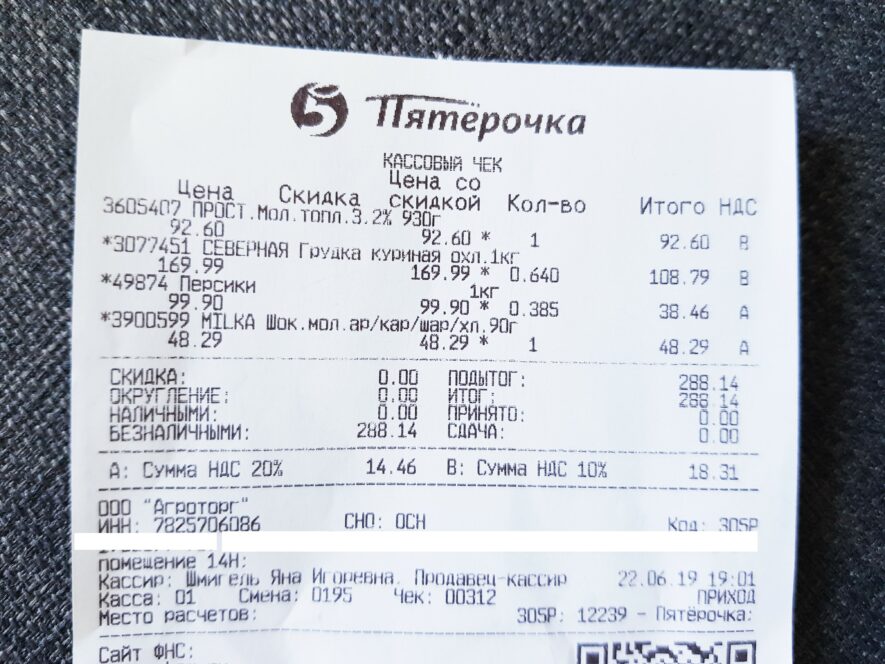 5 Пятёрочка
КАССОВЫЙ ЧЕК
Цена Скидка Цена со скидкой Кол-во Итого НДС
3605407 ПРОСТ.Мол.топл.3.2% 930г
92.60 92.60 * 1 92.60 В
*3077451 СЕВЕРНАЯ Грудка куриная охл.1кг
169.99 169.99 * 0.640 108.79 В
*49874 Персики 1кг
99.90 99.90 * 0.385 38.46 А
*3900599 MILKA Шок.мол.ар/кар/шар/хл.90г
48.29 48.29 * 1 48.29 А
СКИДКА: 0.00 ПОДЫТОГ: 288.14
ОКРУГЛЕНИЕ: 0.00 ИТОГ: 288.14
НАЛИЧНЫМИ: 0.00 ПРИНЯТО: 0.00
БЕЗНАЛИЧНЫМИ: 288.14 СДАЧА: 0.00
А: Сумма НДС 20% 14.46 В: Сумма НДС 10% 18.31
ООО "Агроторг"
ИНН: 7825706086 СНО: ОСН Код: 305P
помещение 14Н:
Кассир: Шмигель Яна Игоревна. Продавец-кассир 22.06.19 19:01
Касса: 01 Смена: 0195 Чек: 00312 ПРИХОД
Место расчетов: 305P: 12239 - Пятёрочка:
Сайт ФНС: